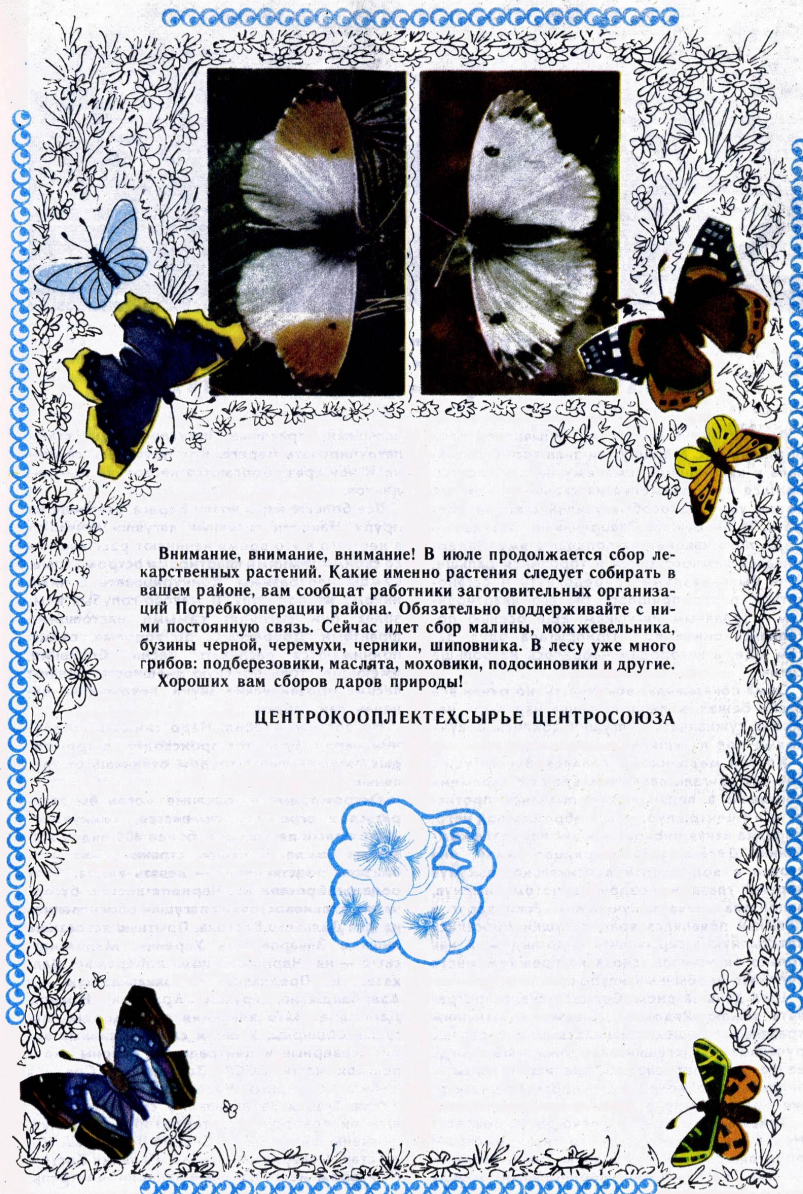 Внимание, внимание, внимание! В июле продолжается сбор ле-
карственных растений. Какие именно растения следует собирать в
вашем районе, вам сообщат работники заготовительных организа-
ций Потребкооперации района. Обязательно поддерживайте с ни-
ми постоянную связь. Сейчас идет сбор малины, можжевельника,
бузины черной, черемухи, черники, шиповника. В лесу уже много
грибов: подберезовики, маслята, моховики, подосиновики и другие.
Хороших вам сборов даров природы!
ЦЕНТРКООПЛЕКТЕХСЫРЬЕ ЦЕНТРОСОЮЗА